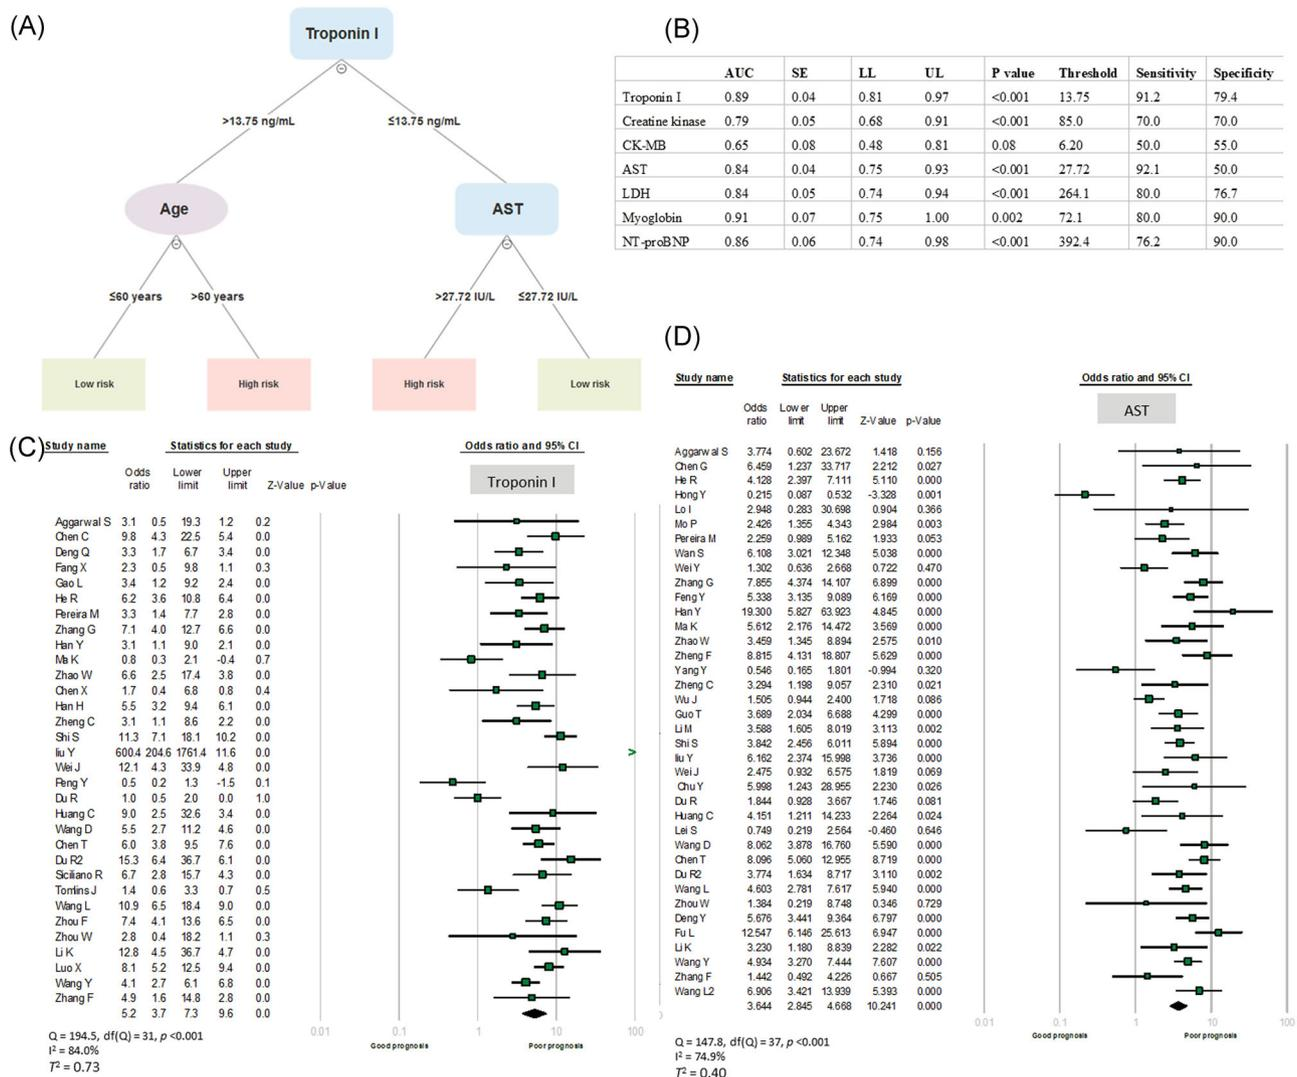 (A)
Troponin I
>13.75 ng/mL
≤13.75 ng/mL
Age
AST
≤60 years
>60 years
>27.72 IU/L
≤27.72 IU/L
Low risk
High risk
High risk
Low risk
(B)
AUC SE LL UL P value Threshold Sensitivity Specificity
Troponin I 0.89 0.04 0.81 0.97 <0.001 13.75 91.2 79.4
Creatine kinase 0.79 0.05 0.68 0.91 <0.001 85.0 70.0 70.0
CK-MB 0.65 0.08 0.48 0.81 0.08 6.20 50.0 55.0
AST 0.84 0.04 0.75 0.93 <0.001 27.72 92.1 50.0
LDH 0.84 0.05 0.74 0.94 <0.001 264.1 80.0 76.7
Myoglobin 0.91 0.07 0.75 1.00 0.002 72.1 80.0 90.0
NT-proBNP 0.86 0.06 0.74 0.98 <0.001 392.4 76.2 90.0
(C)
Study name Statistics for each study Odds ratio and 95% CI
Troponin I
Odds Lower Upper
ratio limit limit Z-Value p-Value
Aggarwal S 3.1 0.5 19.3 1.2 0.2
Chen C 9.8 4.3 22.5 5.4 0.0
Deng Q 3.3 1.7 6.7 3.4 0.0
Fang X 2.3 0.5 9.8 1.1 0.3
Gao L 3.4 1.2 9.2 2.4 0.0
He R 6.2 3.6 10.8 6.4 0.0
Pereira M 3.3 1.4 7.7 2.8 0.0
Zhang G 7.1 4.0 12.7 6.6 0.0
Han Y 3.1 1.1 9.0 2.1 0.0
Ma K 0.8 0.3 2.1 -0.4 0.7
Zhao W 6.6 2.5 17.4 3.8 0.0
Chen X 1.7 0.4 6.8 0.8 0.4
Han H 5.5 3.2 9.4 6.1 0.0
Zheng C 3.1 1.1 8.6 2.2 0.0
Shi S 11.3 7.1 18.1 10.2 0.0
liu Y 600.4 204.6 1761.4 11.6 0.0
Wei J 12.1 4.3 33.9 4.8 0.0
Feng Y 0.5 0.2 1.3 -1.5 0.1
Du R 1.0 0.5 2.0 0.0 1.0
Huang C 9.0 2.5 32.6 3.4 0.0
Wang D 5.5 2.7 11.2 4.6 0.0
Chen T 6.0 3.8 9.5 7.6 0.0
Du R2 15.3 6.4 36.7 6.1 0.0
Siciliano R 6.7 2.8 15.7 4.3 0.0
Tomlins J 1.4 0.6 3.3 0.7 0.5
Wang L 10.9 6.5 18.4 9.0 0.0
Zhou F 7.4 4.1 13.6 6.5 0.0
Zhou W 2.8 0.4 18.2 1.1 0.3
Li K 12.8 4.5 36.7 4.7 0.0
Luo X 8.1 5.2 12.5 9.4 0.0
Wang Y 4.1 2.7 6.1 6.8 0.0
Zhang F 4.9 1.6 14.8 2.8 0.0
5.2 3.7 7.3 9.6 0.0
0.01 0.1 1 10 100
Good prognosis Poor prognosis
Q = 194.5, df(Q) = 31, p <0.001
I² = 84.0%
T² = 0.73
(D)
Study name Statistics for each study Odds ratio and 95% CI
AST
Odds Lower Upper
ratio limit limit Z-Value p-Value
Aggarwal S 3.774 0.602 23.672 1.418 0.156
Chen G 6.459 1.237 33.717 2.212 0.027
He R 4.128 2.397 7.111 5.110 0.000
Hong Y 0.215 0.087 0.532 -3.328 0.001
Lo I 2.948 0.283 30.698 0.904 0.366
Mo P 2.426 1.355 4.343 2.984 0.003
Pereira M 2.259 0.989 5.162 1.933 0.053
Wan S 6.108 3.021 12.348 5.038 0.000
Wei Y 1.302 0.636 2.668 0.722 0.470
Zhang G 7.855 4.374 14.107 6.899 0.000
Feng Y 5.338 3.135 9.089 6.169 0.000
Han Y 19.300 5.827 63.923 4.845 0.000
Ma K 5.612 2.176 14.472 3.569 0.000
Zhao W 3.459 1.345 8.894 2.575 0.010
Zheng F 8.815 4.131 18.807 5.629 0.000
Yang Y 0.546 0.165 1.801 -0.994 0.320
Zheng C 3.294 1.198 9.057 2.310 0.021
Wu J 1.505 0.944 2.400 1.718 0.086
Guo T 3.689 2.034 6.688 4.299 0.000
Li M 3.588 1.605 8.019 3.113 0.002
Shi S 3.842 2.456 6.011 5.894 0.000
liu Y 6.162 2.374 15.998 3.736 0.000
Wei J 2.475 0.932 6.575 1.819 0.069
Chu Y 5.998 1.243 28.955 2.230 0.026
Du R 1.844 0.928 3.667 1.746 0.081
Huang C 4.151 1.211 14.233 2.264 0.024
Lei S 0.749 0.219 2.564 -0.460 0.646
Wang D 8.062 3.878 16.760 5.590 0.000
Chen T 8.096 5.060 12.955 8.719 0.000
Du R2 3.774 1.634 8.717 3.110 0.002
Wang L 4.603 2.781 7.617 5.940 0.000
Zhou W 1.384 0.219 8.748 0.346 0.729
Deng Y 5.676 3.441 9.364 6.797 0.000
Fu L 12.547 6.146 25.613 6.947 0.000
Li K 3.230 1.180 8.839 2.282 0.022
Wang Y 4.934 3.270 7.444 7.607 0.000
Zhang F 1.442 0.492 4.226 0.667 0.505
Wang L2 6.906 3.421 13.939 5.393 0.000
3.644 2.845 4.668 10.241 0.000
0.01 0.1 1 10 100
Good prognosis Poor prognosis
Q = 147.8, df(Q) = 37, p <0.001
I² = 74.9%
T² = 0.40